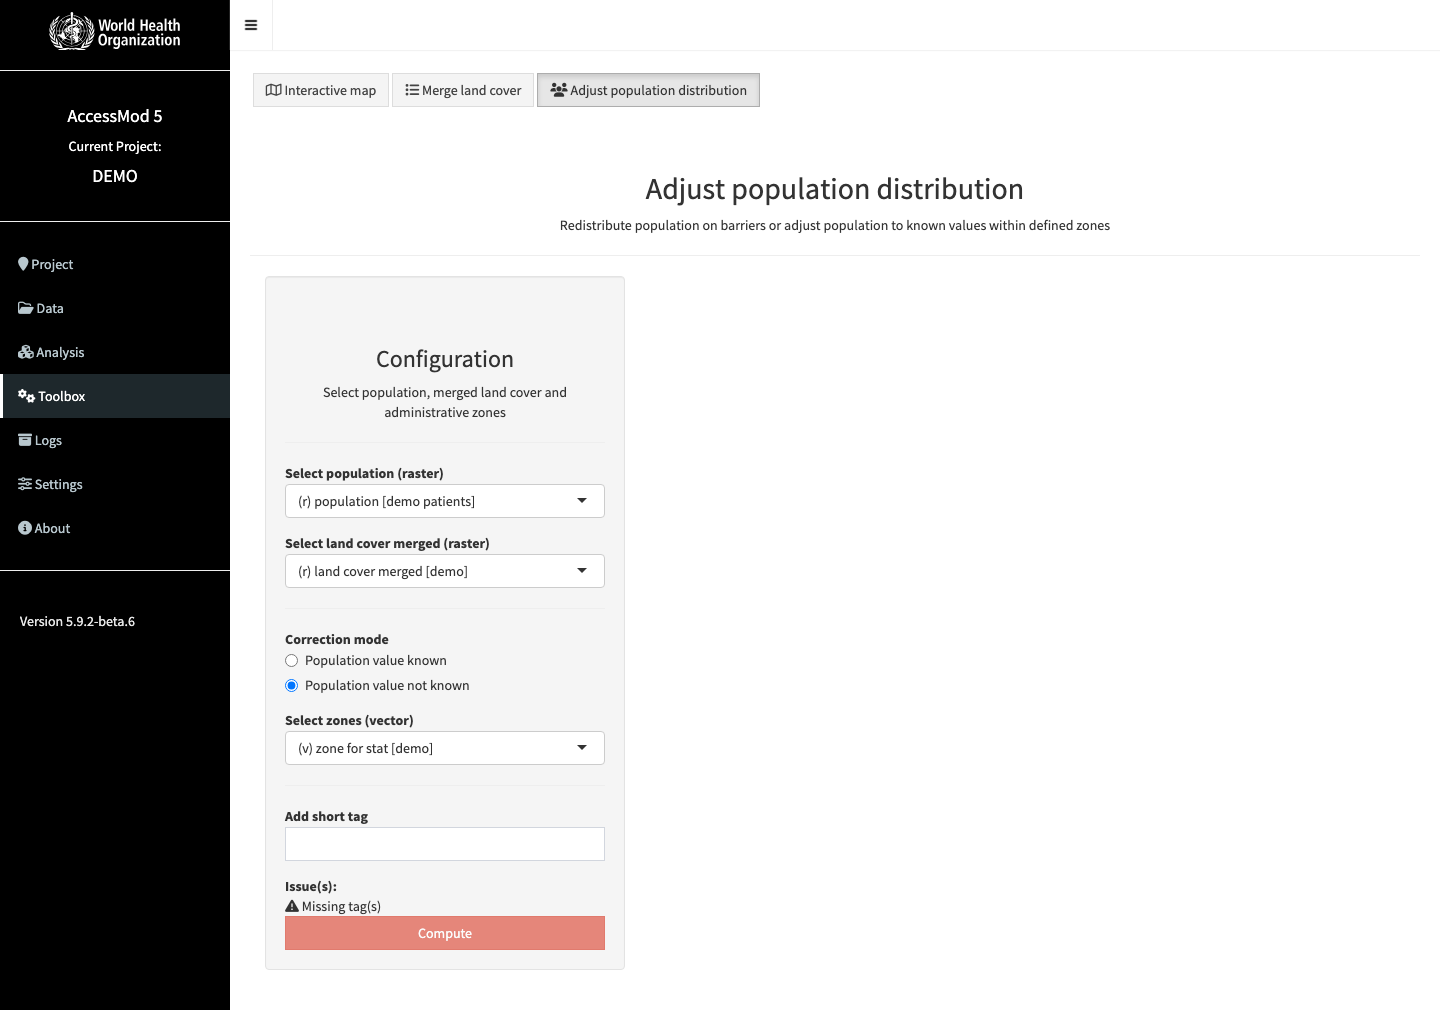 World Health
Organization
AccessMod 5
Current Project:
DEMO
Project
Data
Analysis
Toolbox
Logs
Settings
About
Version 5.9.2-beta.6
Interactive map
Merge land cover
Adjust population distribution
Adjust population distribution
Redistribute population on barriers or adjust population to known values within defined zones
Configuration
Select population, merged land cover and
administrative zones
Select population (raster)
(r) population [demo patients]
Select land cover merged (raster)
(r) land cover merged [demo]
Correction mode
Population value known
Population value not known
Select zones (vector)
(v) zone for stat [demo]
Add short tag
Issue(s):
Missing tag(s)
Compute